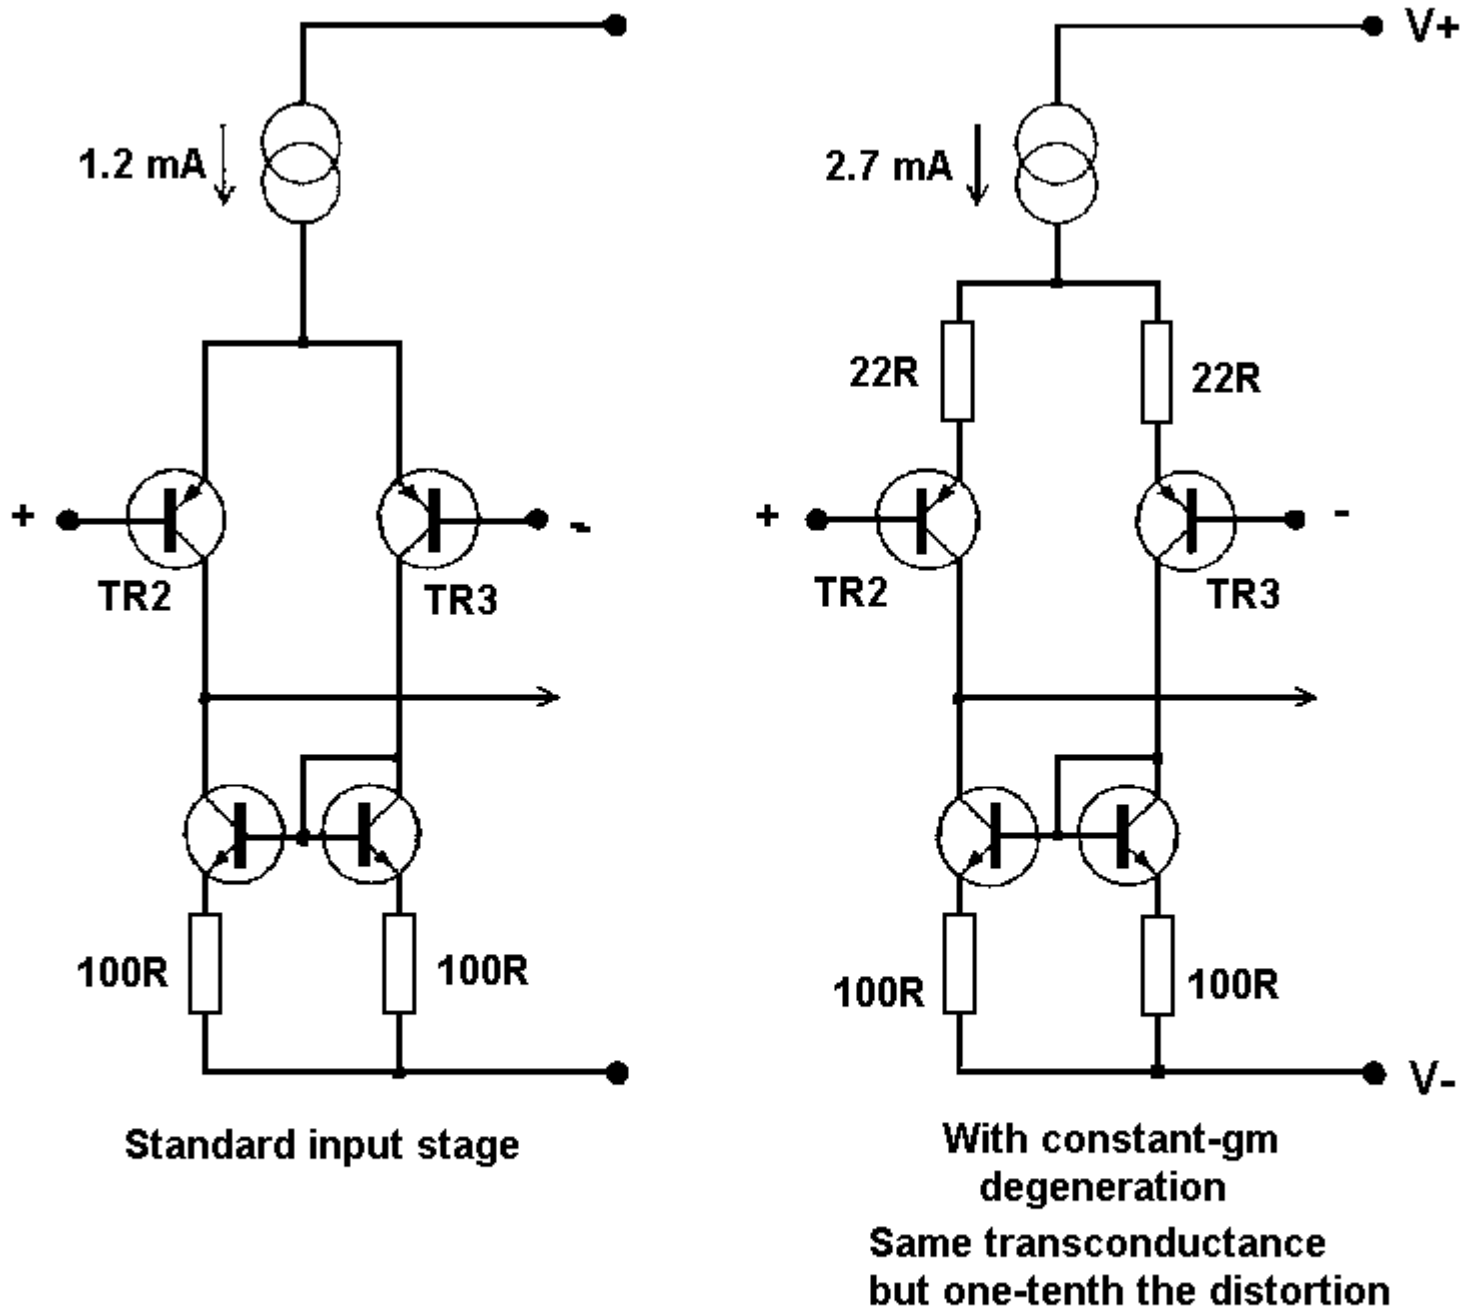 V+
1.2 mA
2.7 mA
22R
22R
+
-
TR2
TR3
+
-
TR2
TR3
100R
100R
100R
100R
V-
Standard input stage
With constant-gm
degeneration
Same transconductance
but one-tenth the distortion